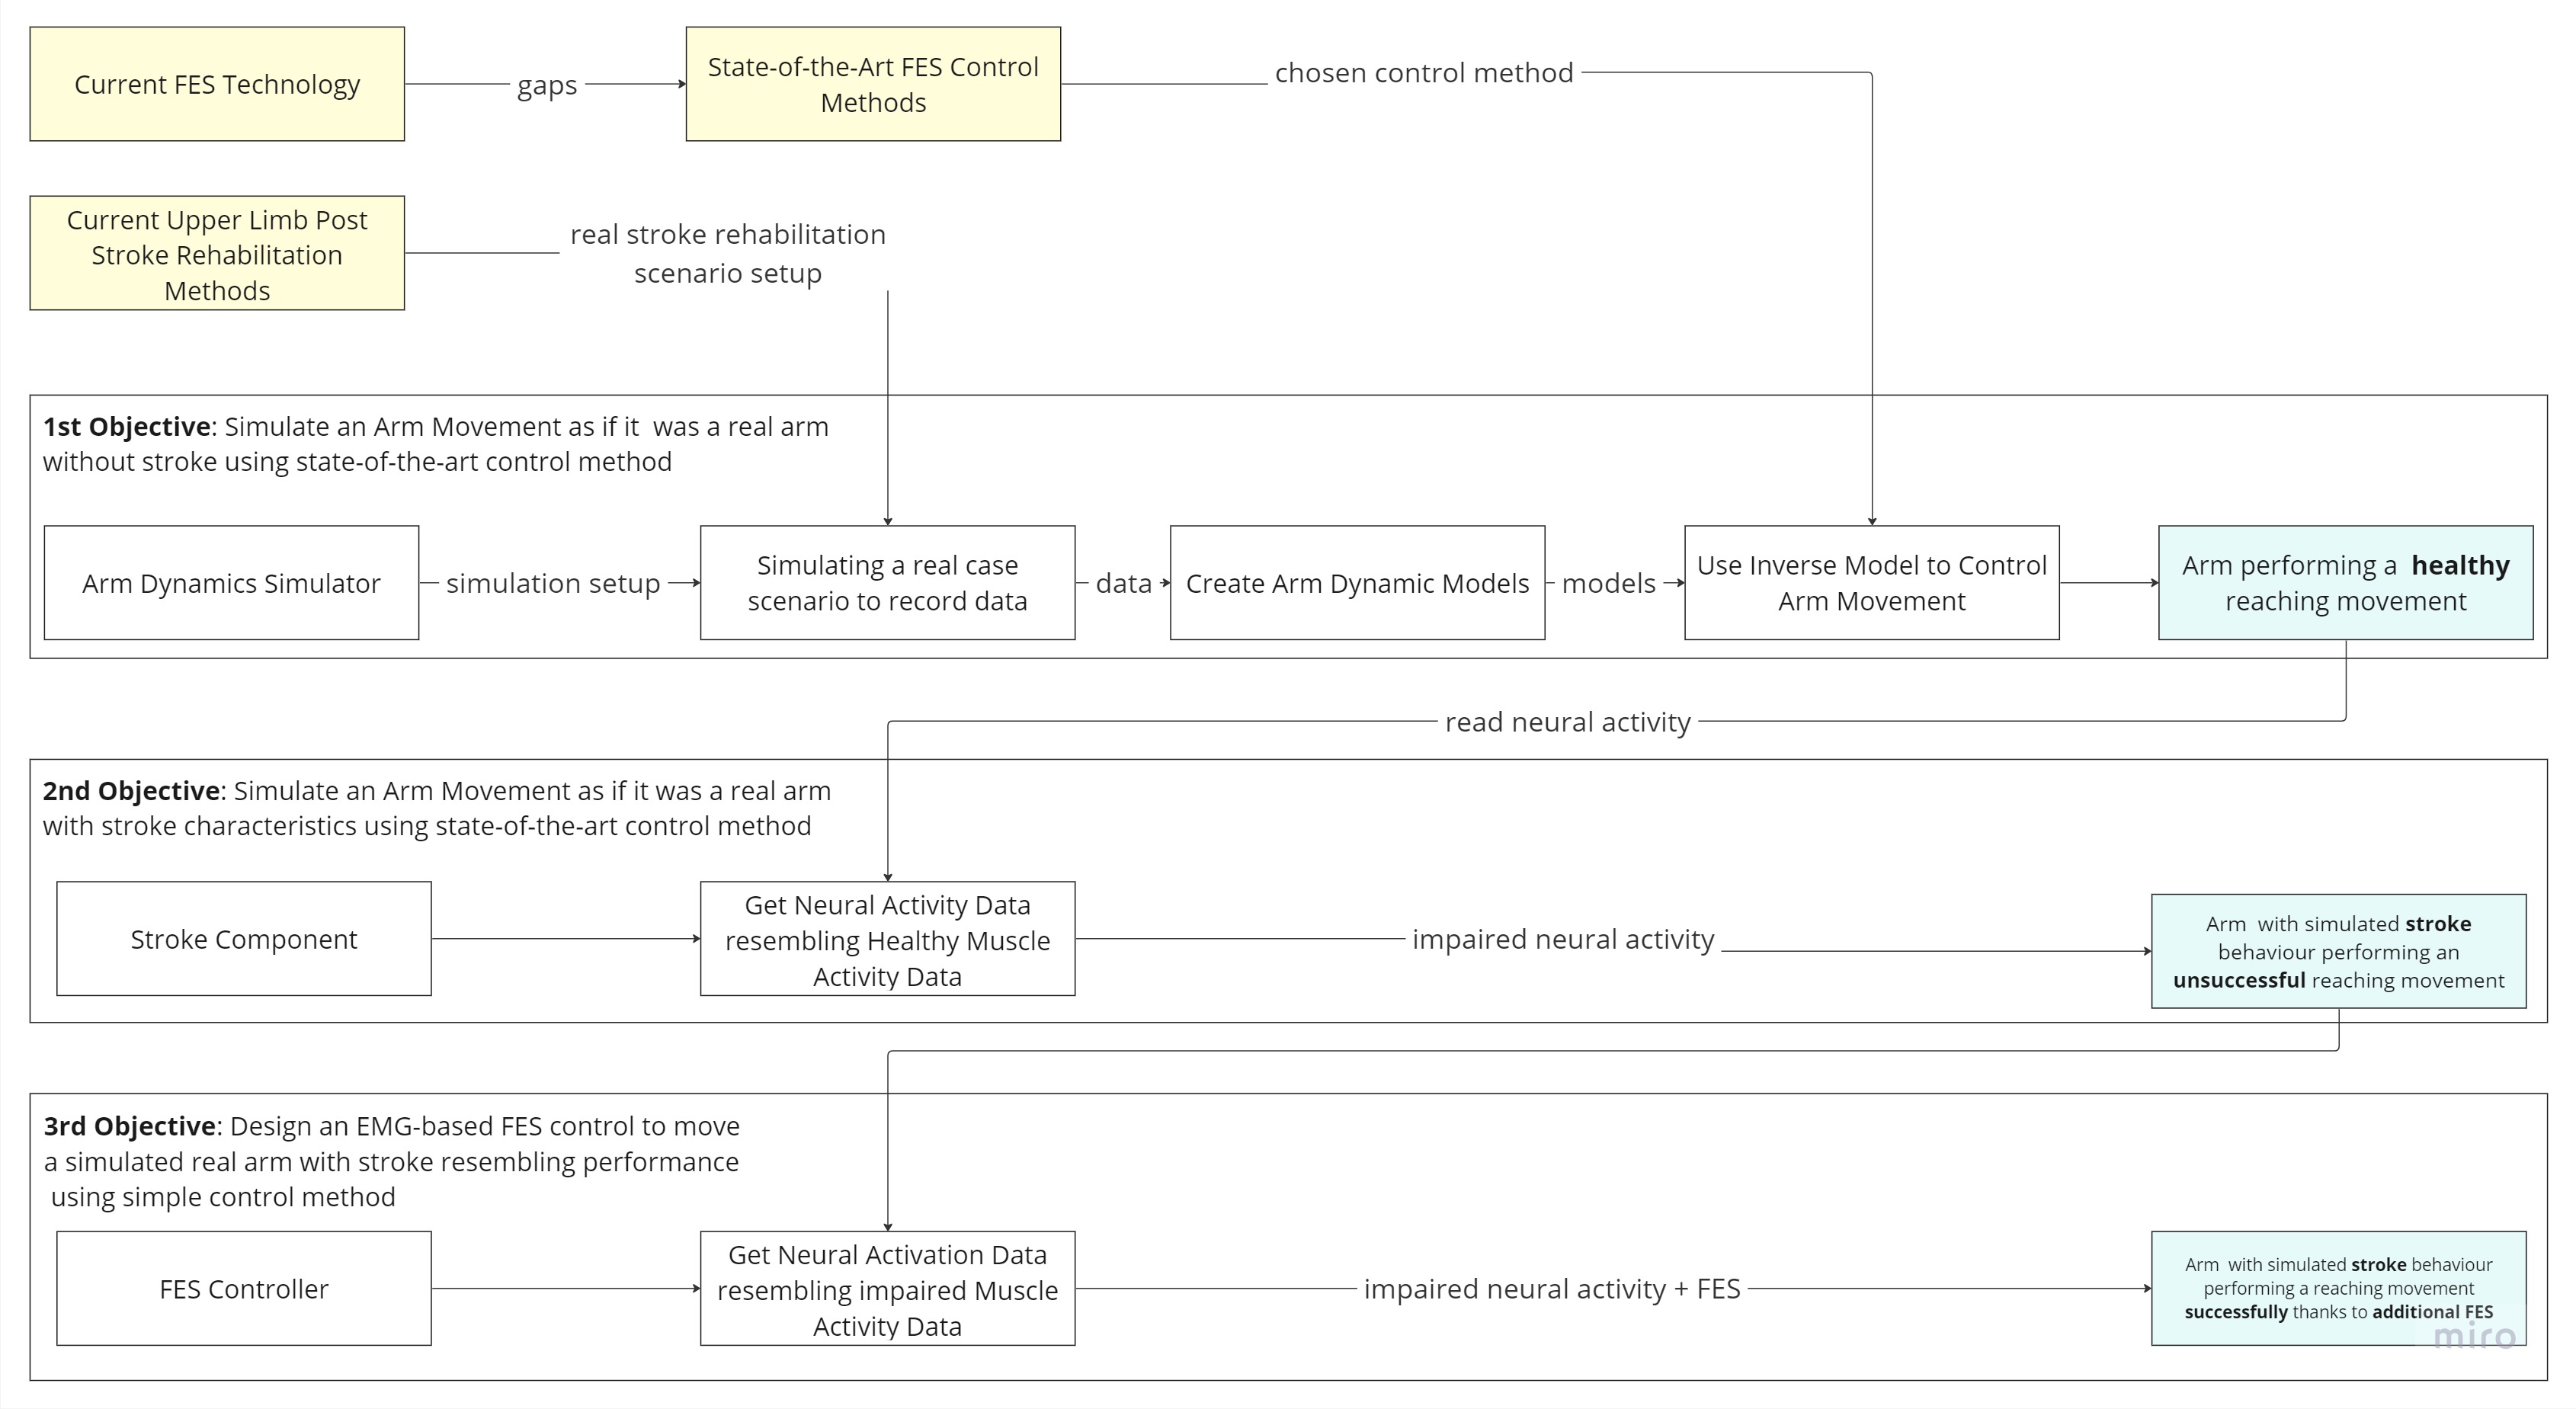 Current FES Technology
gaps
State-of-the-Art FES Control
Methods
chosen control method
Current Upper Limb Post
Stroke Rehabilitation
Methods
real stroke rehabilitation
scenario setup
1st Objective: Simulate an Arm Movement as if it  was a real arm
without stroke using state-of-the-art control method
Arm Dynamics Simulator
simulation setup
Simulating a real case
scenario to record data
data
Create Arm Dynamic Models
models
Use Inverse Model to Control
Arm Movement
Arm performing a  healthy
reaching movement
read neural activity
2nd Objective: Simulate an Arm Movement as if it was a real arm
with stroke characteristics using state-of-the-art control method
Stroke Component
Get Neural Activity Data
resembling Healthy Muscle
Activity Data
impaired neural activity
Arm  with simulated stroke
behaviour performing an
unsuccessful reaching movement
3rd Objective: Design an EMG-based FES control to move
a simulated real arm with stroke resembling performance
using simple control method
FES Controller
Get Neural Activation Data
resembling impaired Muscle
Activity Data
impaired neural activity + FES
Arm  with simulated stroke behaviour
performing a reaching movement
successfully thanks to additional FES
miro